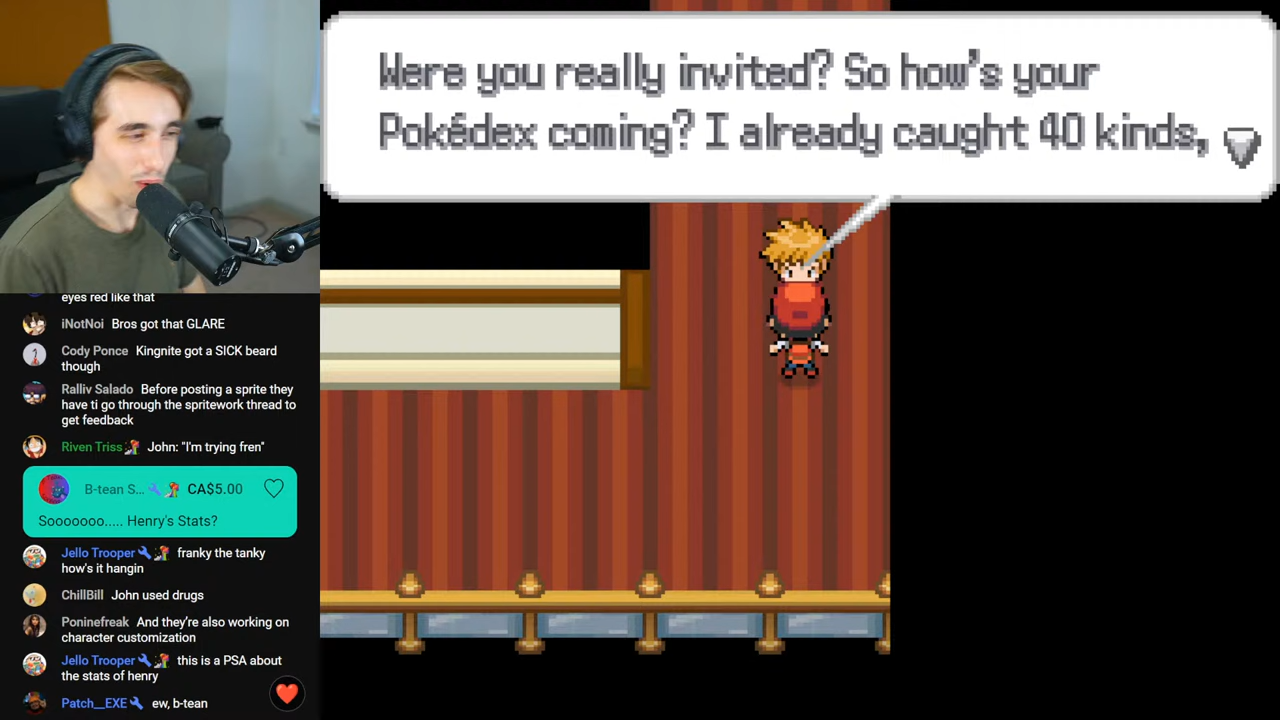 Were you really invited? So how's your
Pokédex coming? I already caught 40 kinds,
eyes red like that
iNotNoi Bros got that GLARE
Cody Ponce Kingnite got a SICK beard
though
Ralliv Salado Before posting a sprite they
have ti go through the spritework thread to
get feedback
Riven Triss John: "I'm trying fren"
B-tean S... CA$5.00
Sooooooo..... Henry's Stats?
Jello Trooper franky the tanky
how's it hangin
ChillBill John used drugs
Poninefreak And they're also working on
character customization
Jello Trooper this is a PSA about
the stats of henry
Patch__EXE ew, b-tean